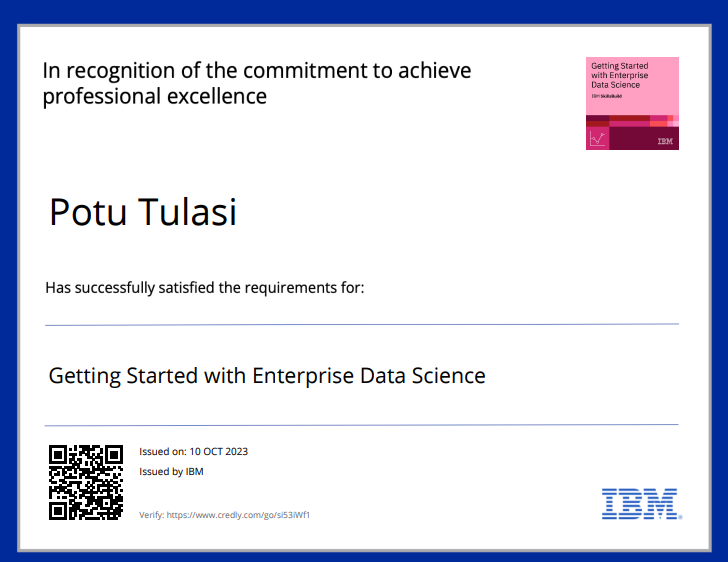 In recognition of the commitment to achieve
professional excellence
Getting Started
with Enterprise
Data Science
IBM SkillsBuild
IBM
Potu Tulasi
Has successfully satisfied the requirements for:
Getting Started with Enterprise Data Science
Issued on: 10 OCT 2023
Issued by IBM
Verify: https://www.credly.com/go/si53iWf1
IBM®